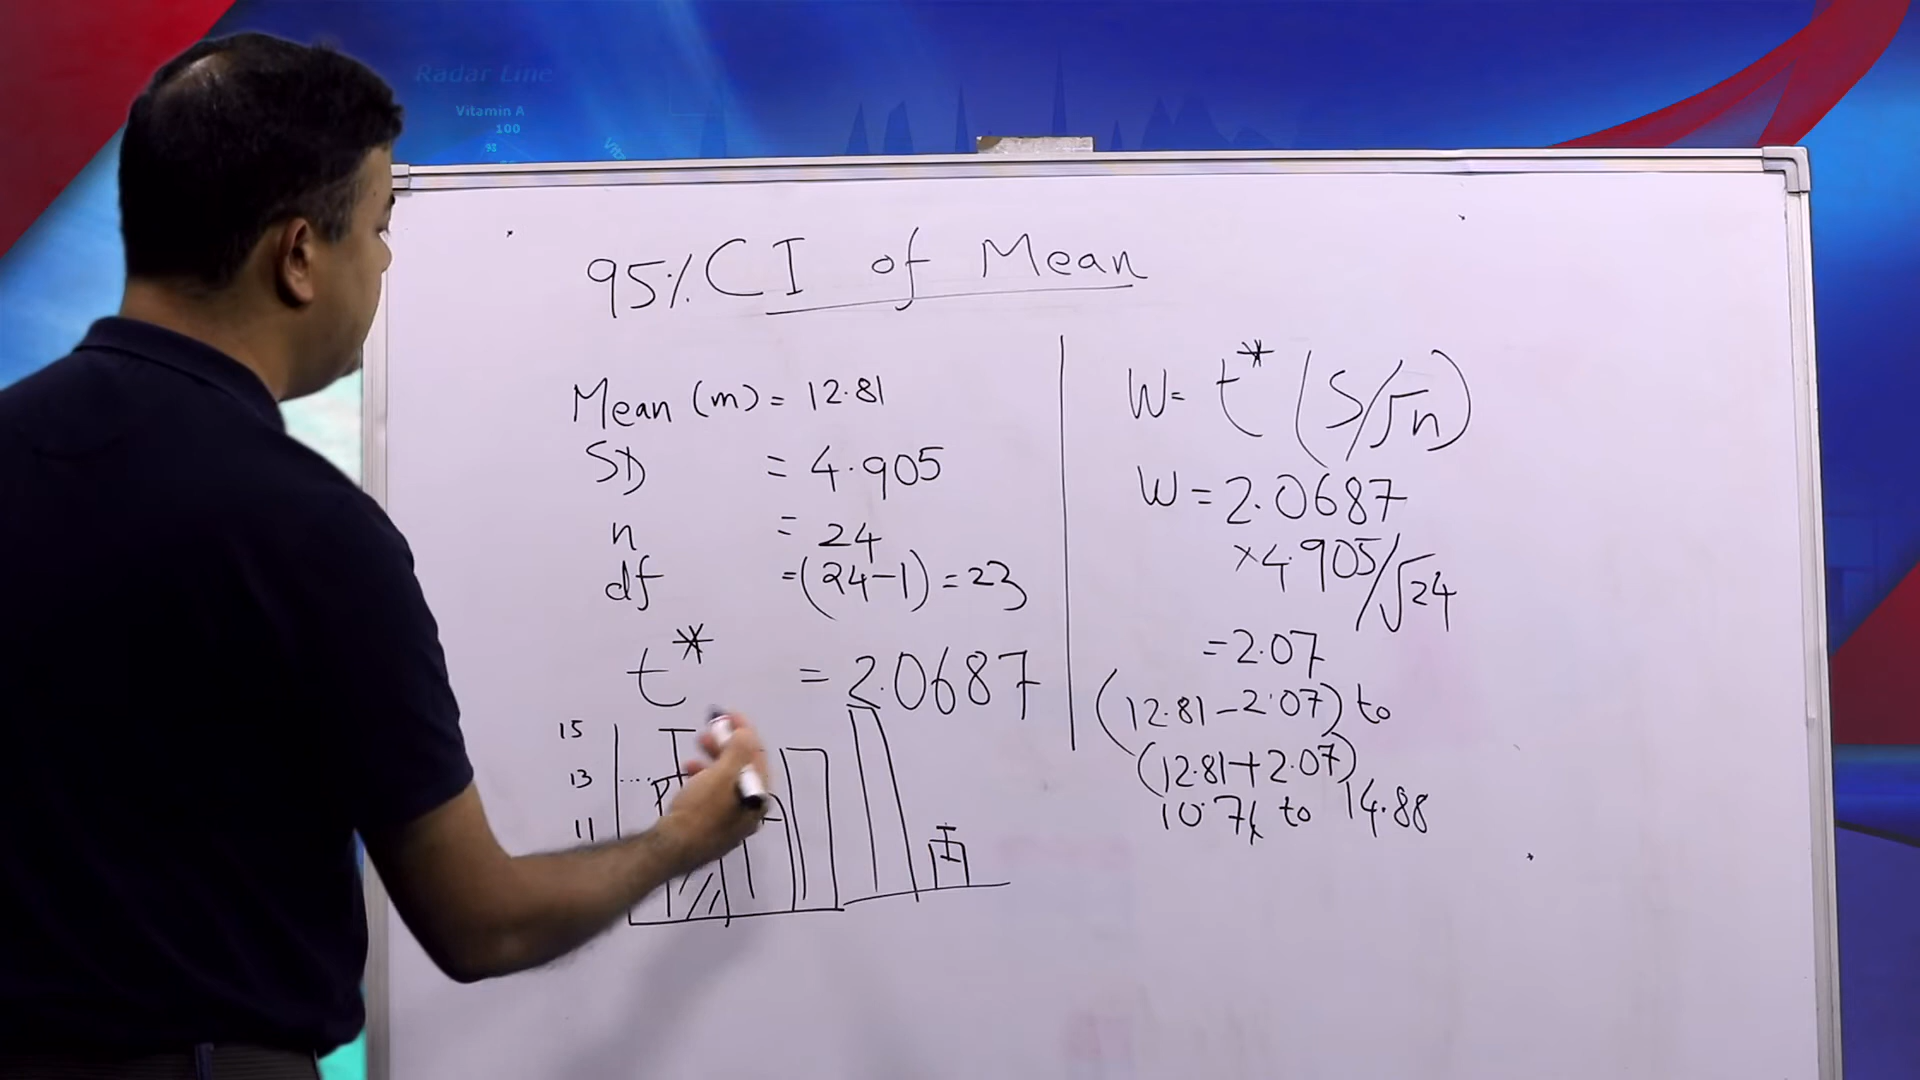 Radar Line
Vitamin A
100
95% CI of Mean
Mean (m) = 12.81
SD = 4.905
n = 24
df = (24-1) = 23
t* = 2.0687
15
13
11
W= t* (S/√n)
W = 2.0687
×4.905/√24
= 2.07
(12.81-2.07) to
(12.81+2.07)
10.74 to 14.88